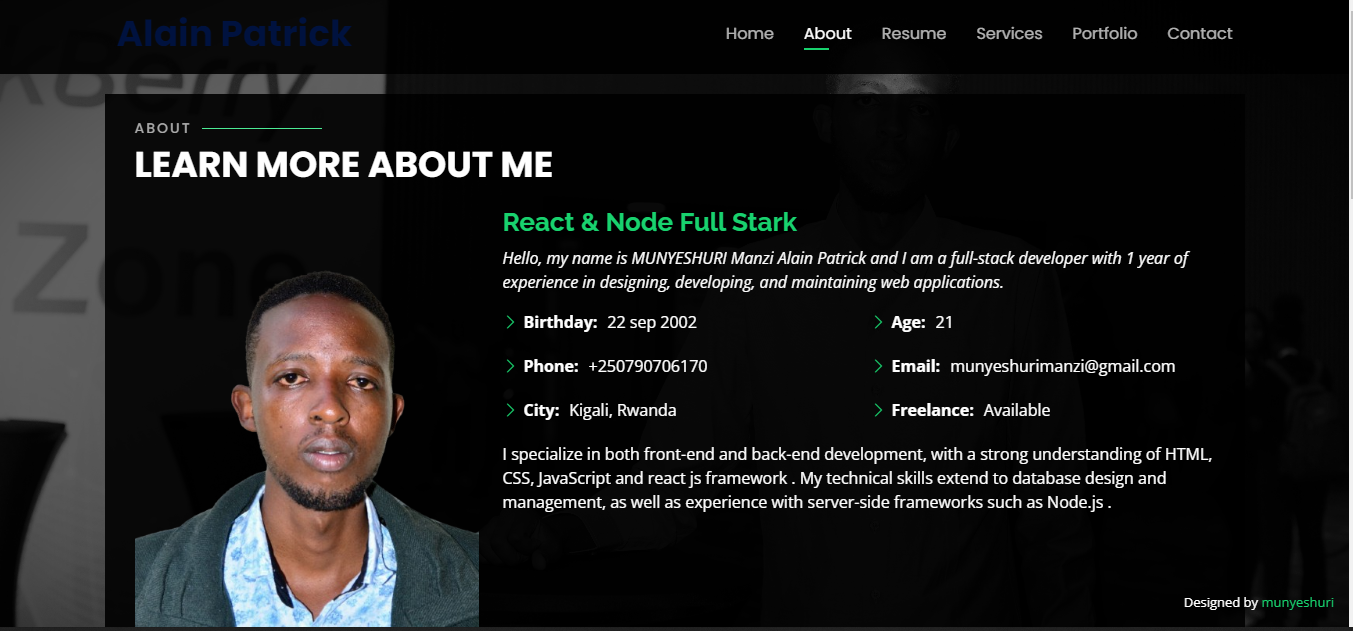 Alain Patrick
Home About Resume Services Portfolio Contact
kBerry
Zone
ABOUT
LEARN MORE ABOUT ME
React & Node Full Stark
Hello, my name is MUNYESHURI Manzi Alain Patrick and I am a full-stack developer with 1 year of
experience in designing, developing, and maintaining web applications.
Birthday: 22 sep 2002
Age: 21
Phone: +250790706170
Email: munyeshurimanzi@gmail.com
City: Kigali, Rwanda
Freelance: Available
I specialize in both front-end and back-end development, with a strong understanding of HTML,
CSS, JavaScript and react js framework . My technical skills extend to database design and
management, as well as experience with server-side frameworks such as Node.js .
Designed by munyeshuri